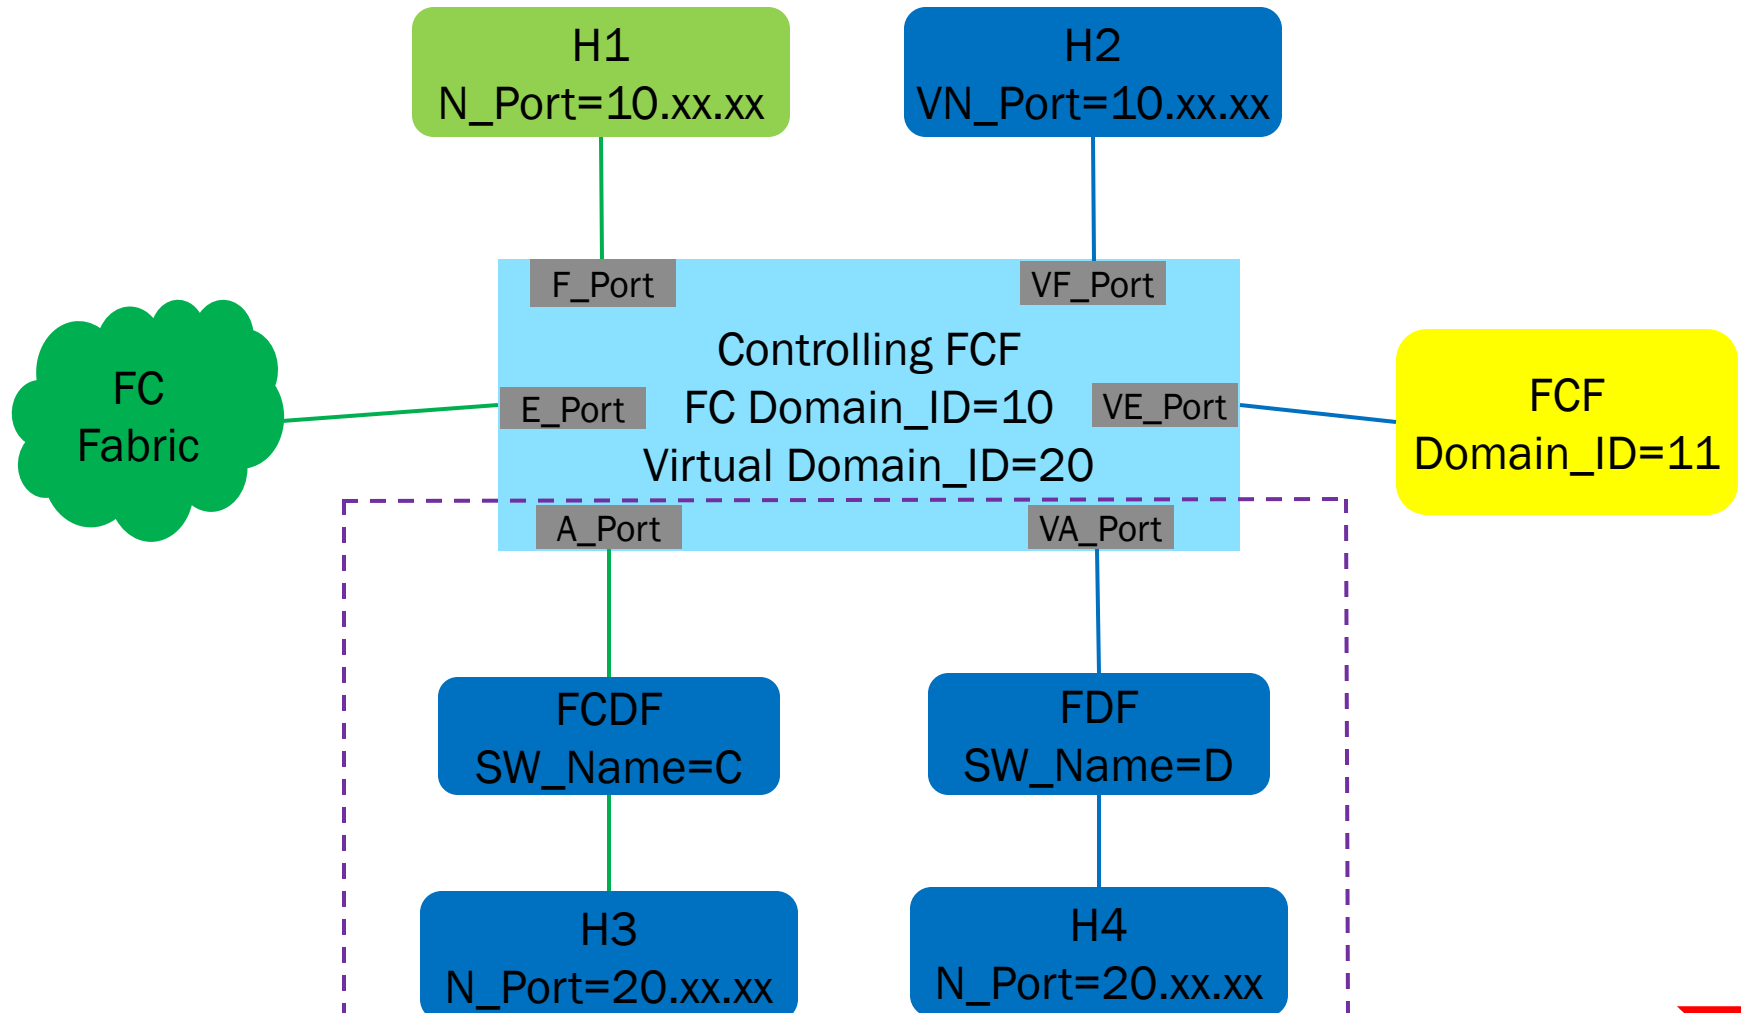 H1
N_Port=10.xx.xx
H2
VN_Port=10.xx.xx
F_Port
VF_Port
Controlling FCF
FC Domain_ID=10
Virtual Domain_ID=20
E_Port
VE_Port
A_Port
VA_Port
FC
Fabric
FCF
Domain_ID=11
FCDF
SW_Name=C
FDF
SW_Name=D
H3
N_Port=20.xx.xx
H4
N_Port=20.xx.xx